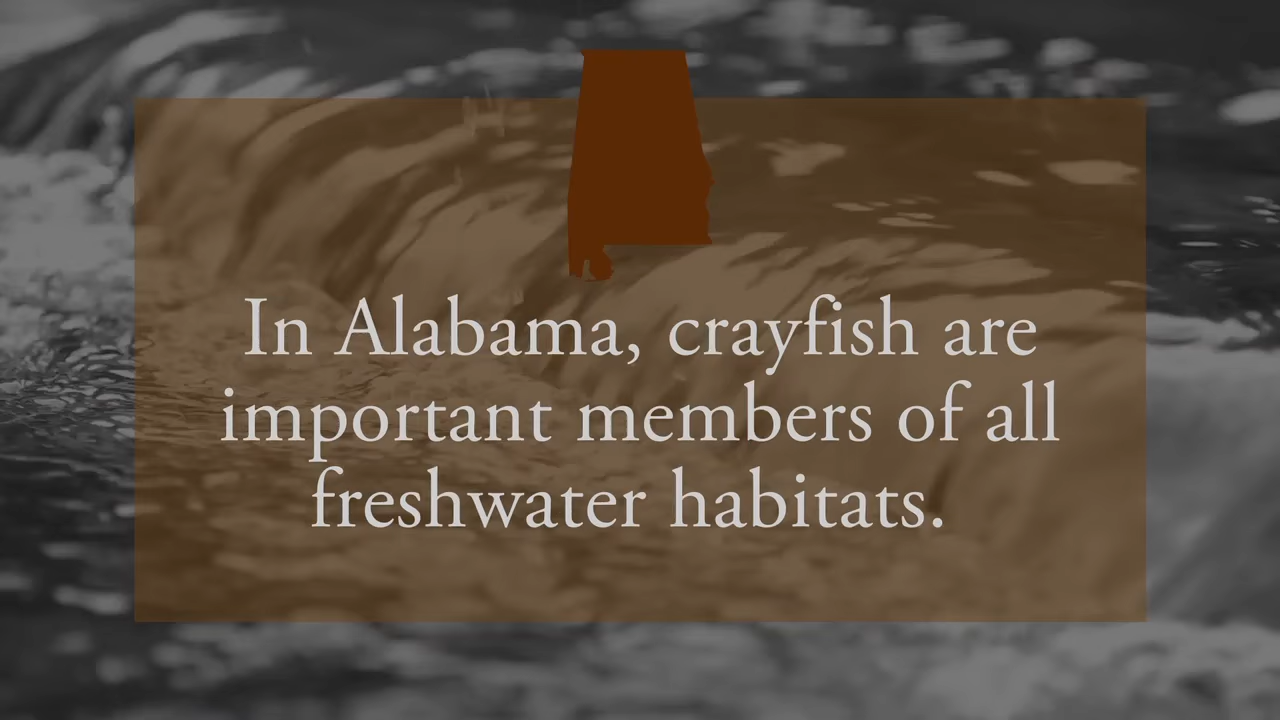 In Alabama, crayfish are
important members of all
freshwater habitats.